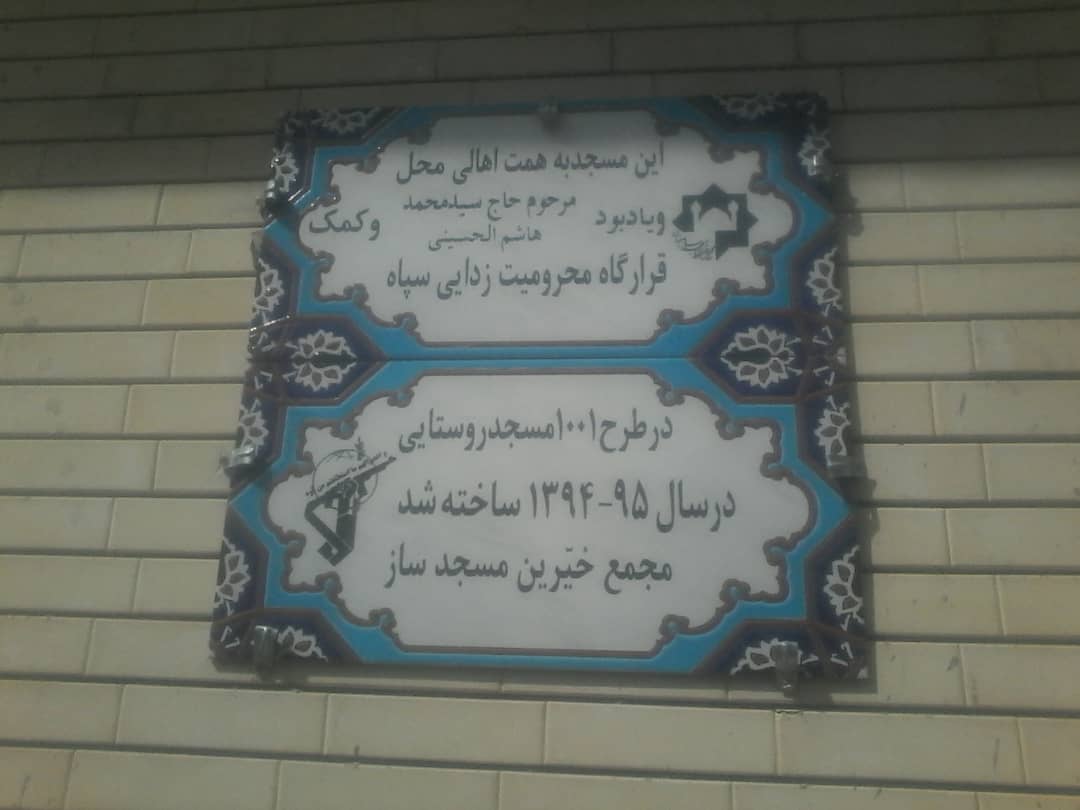 این مسجدبه همت اهالی محل
ویادبود مرحوم حاج سیدمحمد هاشم الحسینی وکمک
قرارگاه محرومیت زدایی سپاه
درطرح۱۰۰۱مسجدروستایی
درسال ۹۵-۱۳۹۴ ساخته شد
مجمع خیّرین مسجد ساز